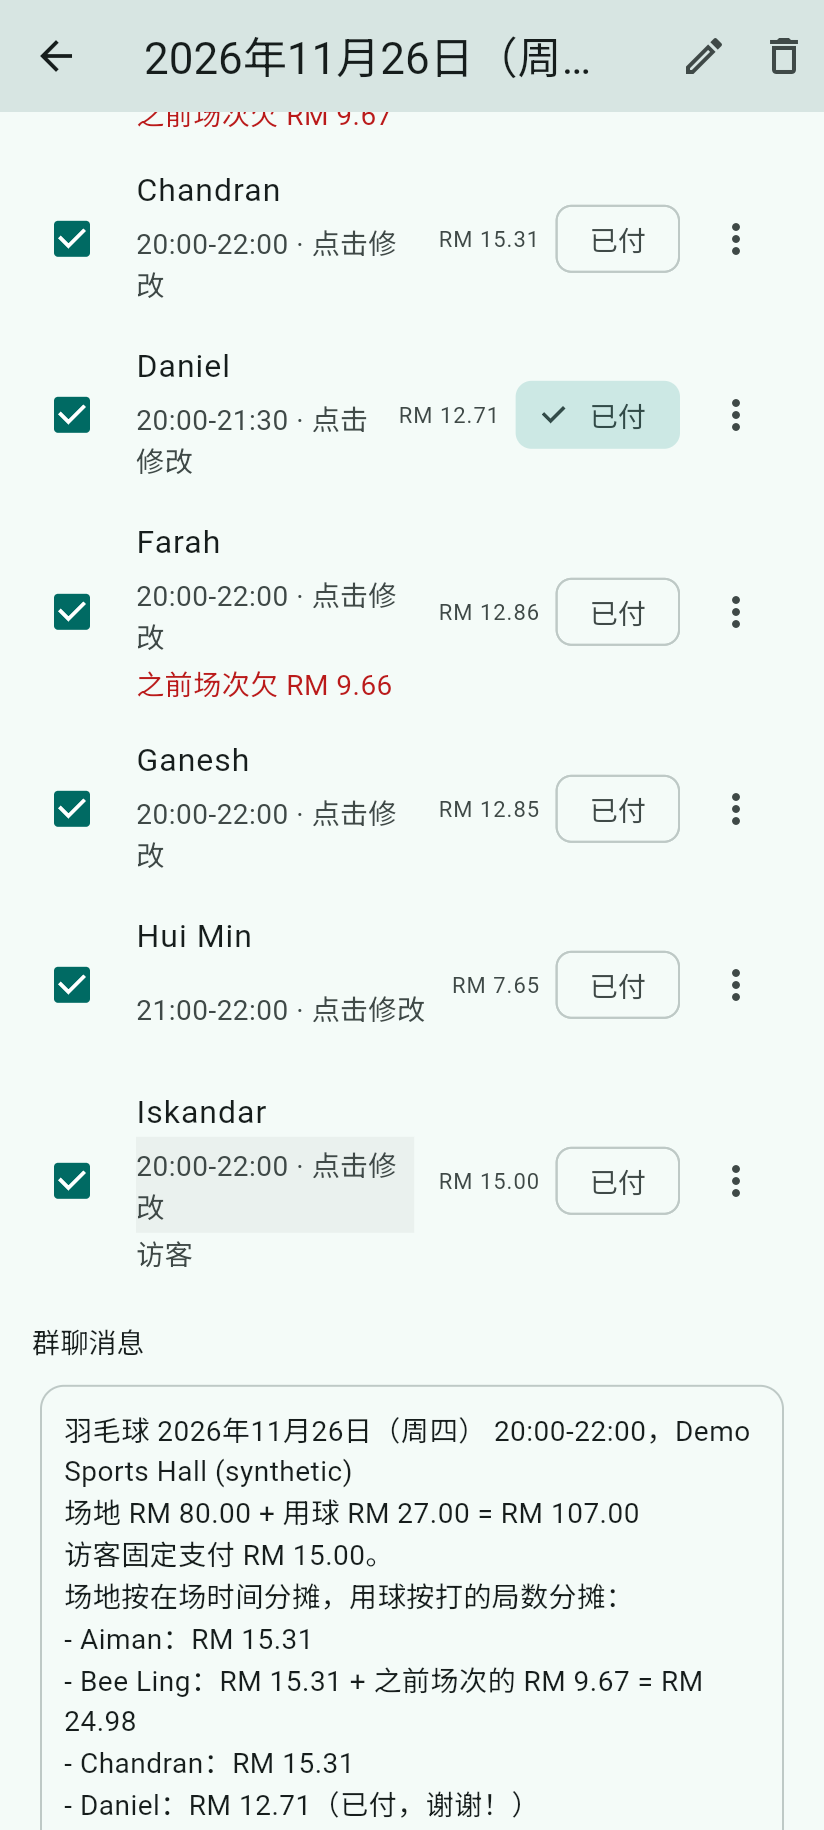 2026年11月26日（周…
之前场次欠 RM 9.67
Chandran
20:00-22:00 · 点击修
改
RM 15.31
已付
Daniel
20:00-21:30 · 点击
修改
RM 12.71
已付
Farah
20:00-22:00 · 点击修
改
之前场次欠 RM 9.66
RM 12.86
已付
Ganesh
20:00-22:00 · 点击修
改
RM 12.85
已付
Hui Min
21:00-22:00 · 点击修改
RM 7.65
已付
Iskandar
20:00-22:00 · 点击修
改
访客
RM 15.00
已付
群聊消息
羽毛球 2026年11月26日（周四） 20:00-22:00，Demo
Sports Hall (synthetic)
场地 RM 80.00 + 用球 RM 27.00 = RM 107.00
访客固定支付 RM 15.00。
场地按在场时间分摊，用球按打的局数分摊：
- Aiman：RM 15.31
- Bee Ling：RM 15.31 + 之前场次的 RM 9.67 = RM
24.98
- Chandran：RM 15.31
- Daniel：RM 12.71（已付，谢谢！）